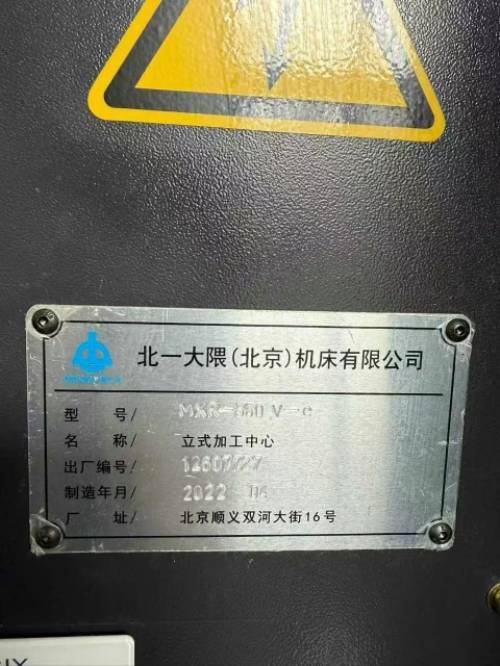 北一大隈(北京)机床有限公司
型 号/ V-e
名 称/ 立式加工中心
出厂编号/
制造年月/ 2022
厂 址/ 北京顺义双河大街16号